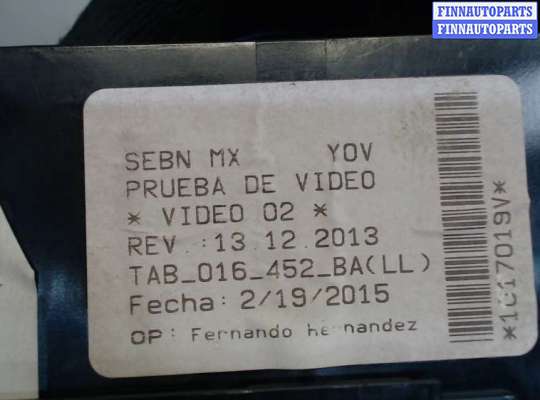 FINNAUTOPARTS
FINNAUTOPARTS
SEBN MX YOV
PRUEBA DE VIDEO
* VIDEO 02 *
REV .:13.12.2013
TAB_016_452_BA(LL)
Fecha: 2/19/2015
OP: Fernando hernandez
*1C17019V*